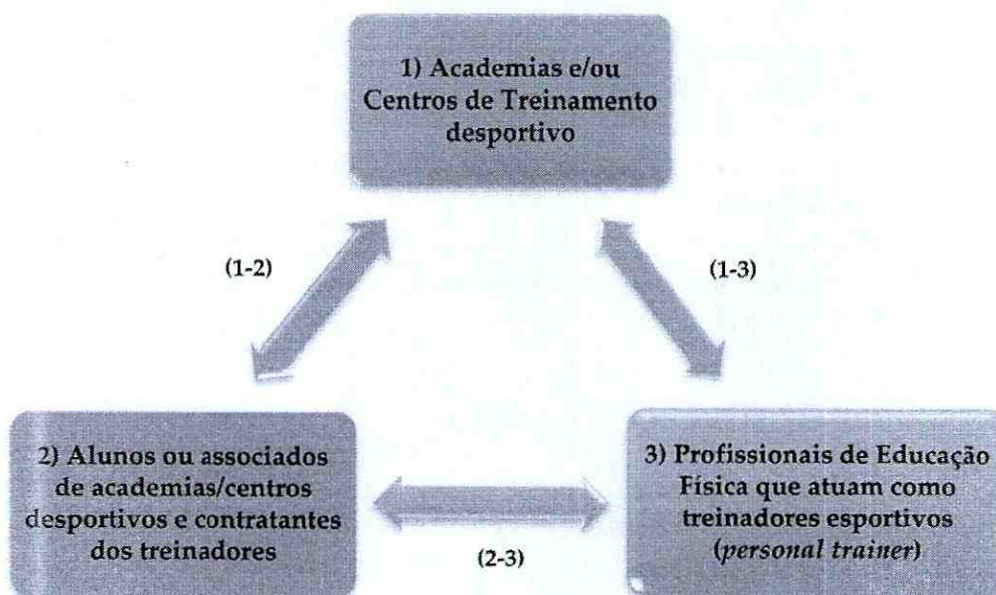 1) Academias e/ou
Centros de Treinamento
desportivo
(1-2)
(1-3)
2) Alunos ou associados
de academias/centros
desportivos e contratantes
dos treinadores
3) Profissionais de Educação
Física que atuam como
treinadores esportivos
(personal trainer)
(2-3)